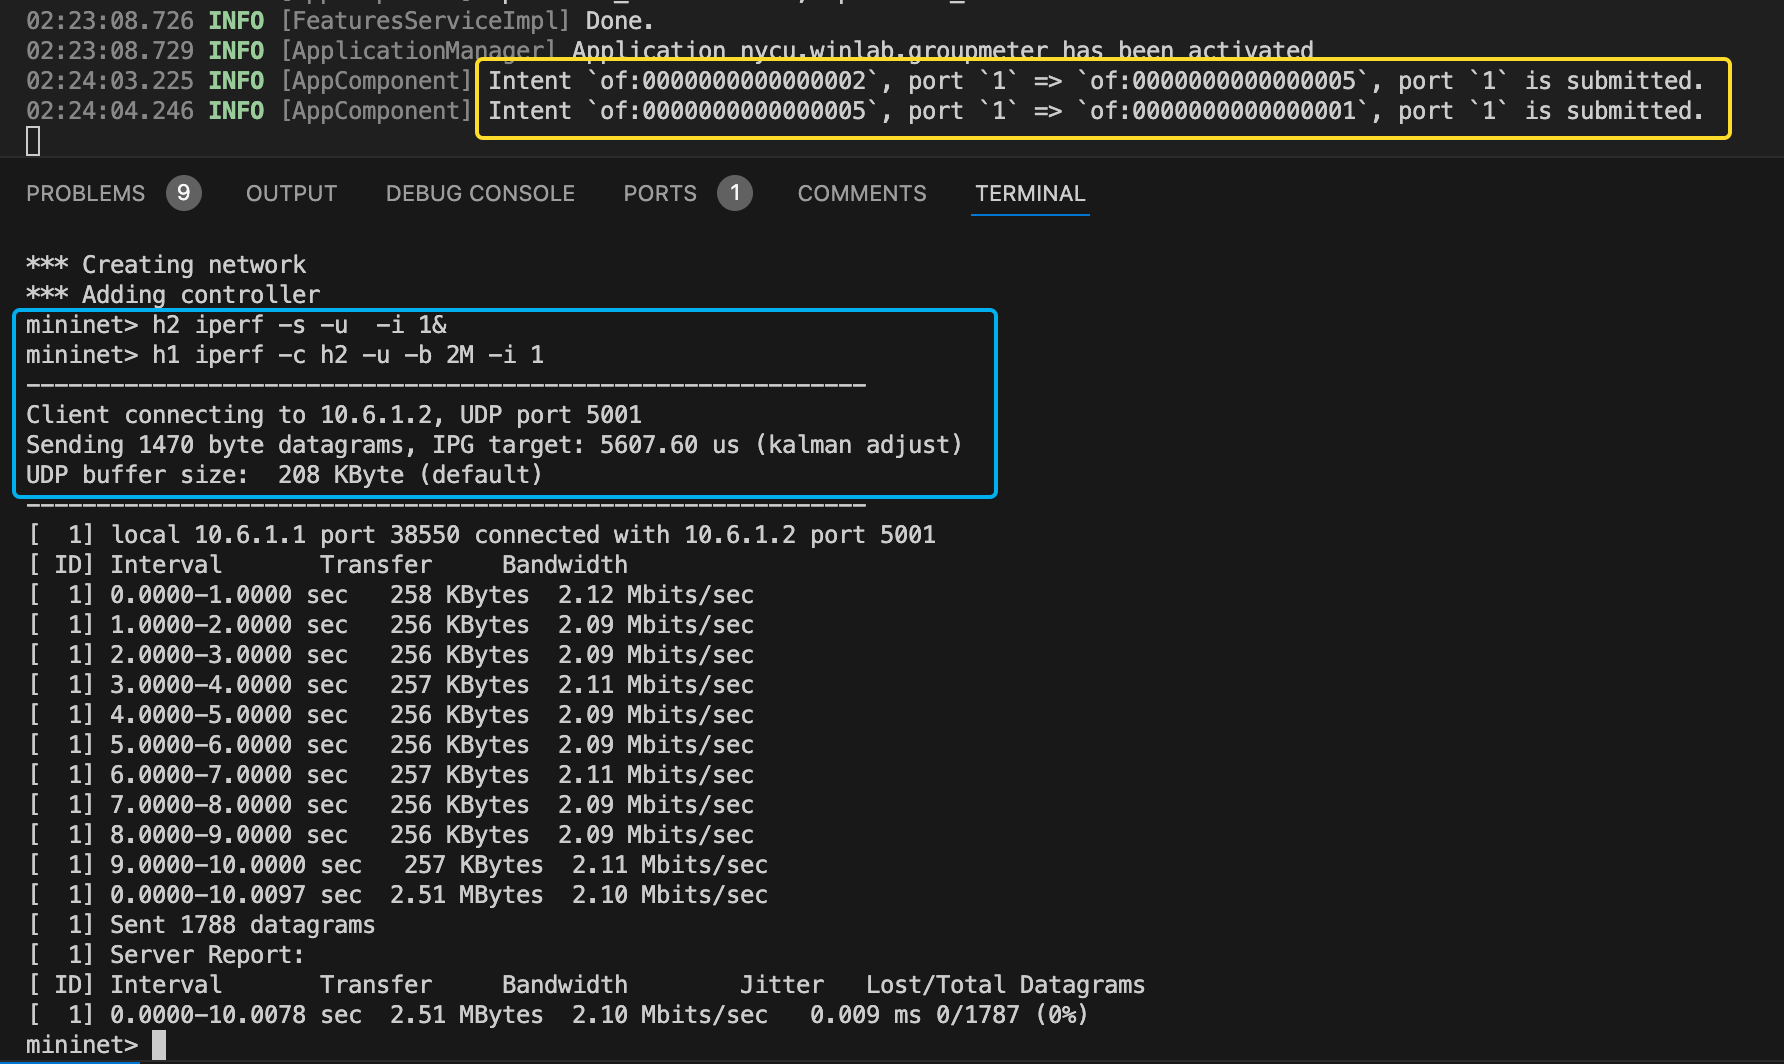 02:23:08.726 INFO [FeaturesServiceImpl] Done.
02:23:08.729 INFO [ApplicationManager] Application nycu.winlab.groupmeter has been activated
02:24:03.225 INFO [AppComponent] Intent `of:0000000000000002`, port `1` => `of:0000000000000005`, port `1` is submitted.
02:24:04.246 INFO [AppComponent] Intent `of:0000000000000005`, port `1` => `of:0000000000000001`, port `1` is submitted.
PROBLEMS 9 OUTPUT DEBUG CONSOLE PORTS 1 COMMENTS TERMINAL
*** Creating network
*** Adding controller
mininet> h2 iperf -s -u  -i 1&
mininet> h1 iperf -c h2 -u -b 2M -i 1
------------------------------------------------------------
Client connecting to 10.6.1.2, UDP port 5001
Sending 1470 byte datagrams, IPG target: 5607.60 us (kalman adjust)
UDP buffer size:  208 KByte (default)
------------------------------------------------------------
[  1] local 10.6.1.1 port 38550 connected with 10.6.1.2 port 5001
[ ID] Interval       Transfer     Bandwidth
[  1] 0.0000-1.0000 sec   258 KBytes  2.12 Mbits/sec
[  1] 1.0000-2.0000 sec   256 KBytes  2.09 Mbits/sec
[  1] 2.0000-3.0000 sec   256 KBytes  2.09 Mbits/sec
[  1] 3.0000-4.0000 sec   257 KBytes  2.11 Mbits/sec
[  1] 4.0000-5.0000 sec   256 KBytes  2.09 Mbits/sec
[  1] 5.0000-6.0000 sec   256 KBytes  2.09 Mbits/sec
[  1] 6.0000-7.0000 sec   257 KBytes  2.11 Mbits/sec
[  1] 7.0000-8.0000 sec   256 KBytes  2.09 Mbits/sec
[  1] 8.0000-9.0000 sec   256 KBytes  2.09 Mbits/sec
[  1] 9.0000-10.0000 sec   257 KBytes  2.11 Mbits/sec
[  1] 0.0000-10.0097 sec  2.51 MBytes  2.10 Mbits/sec
[  1] Sent 1788 datagrams
[  1] Server Report:
[ ID] Interval       Transfer     Bandwidth        Jitter   Lost/Total Datagrams
[  1] 0.0000-10.0078 sec  2.51 MBytes  2.10 Mbits/sec   0.009 ms 0/1787 (0%)
mininet>